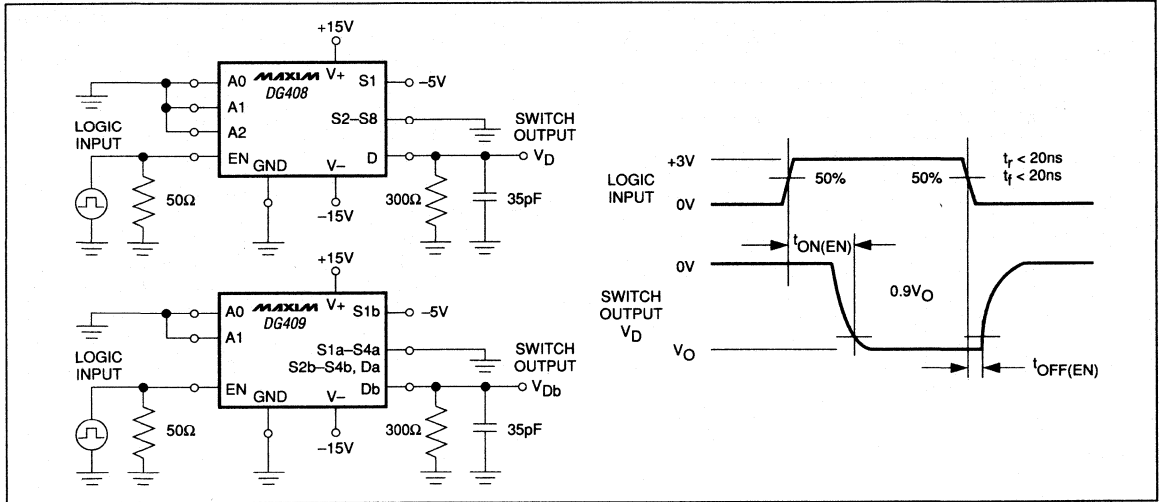 +15V
A0
A1
A2
EN
MAXIM
DG408
V+
S1
–5V
S2–S8
SWITCH
OUTPUT
D
VD
LOGIC
INPUT
GND
V–
50Ω
–15V
300Ω
35pF
+15V
A0
A1
EN
MAXIM
DG409
V+
S1b
–5V
S1a–S4a
S2b–S4b, Da
SWITCH
OUTPUT
Db
VDb
LOGIC
INPUT
GND
V–
50Ω
–15V
300Ω
35pF
LOGIC
INPUT
+3V
0V
50%
50%
tr < 20ns
tf < 20ns
tON(EN)
0V
SWITCH
OUTPUT
VD
0.9VO
VO
tOFF(EN)